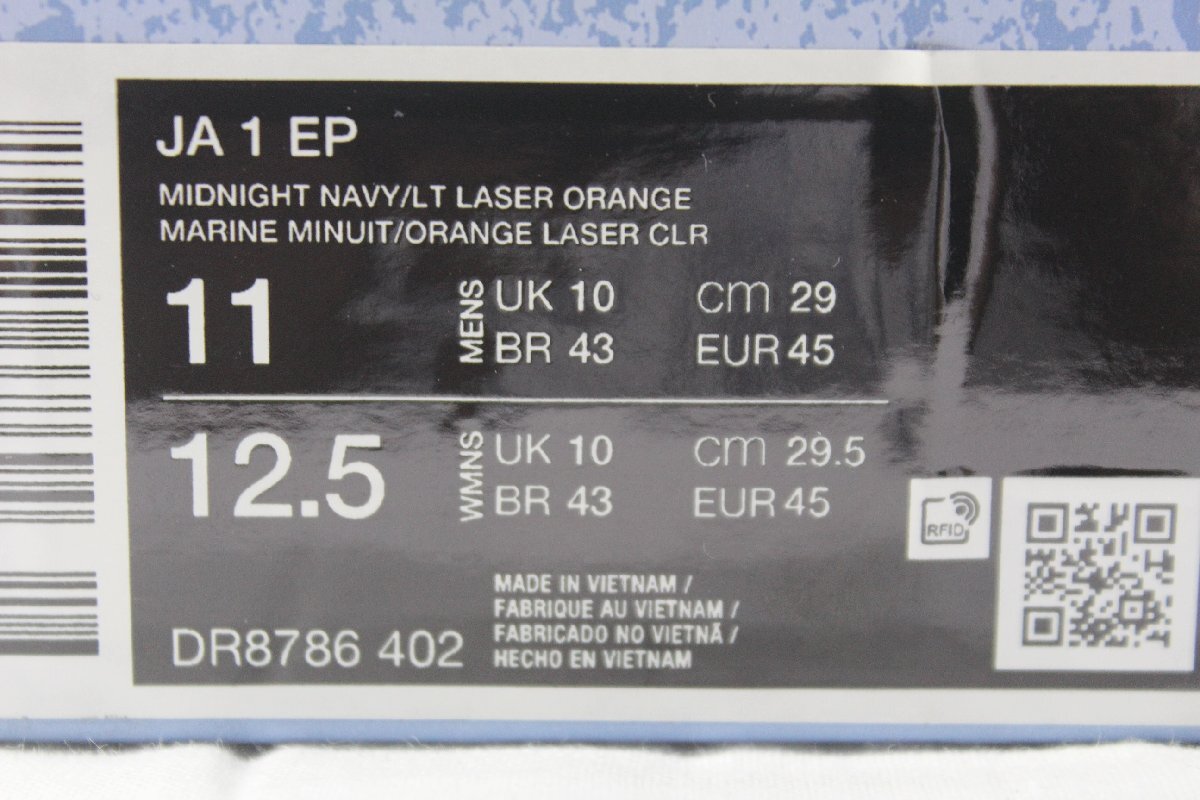 JA 1 EP
MIDNIGHT NAVY/LT LASER ORANGE
MARINE MINUIT/ORANGE LASER CLR
11 MENS UK 10 cm 29
BR 43 EUR 45
12.5 WMNS UK 10 cm 29.5
BR 43 EUR 45
RFID
MADE IN VIETNAM /
FABRIQUE AU VIETNAM /
FABRICADO NO VIETNÃ /
HECHO EN VIETNAM
DR8786 402